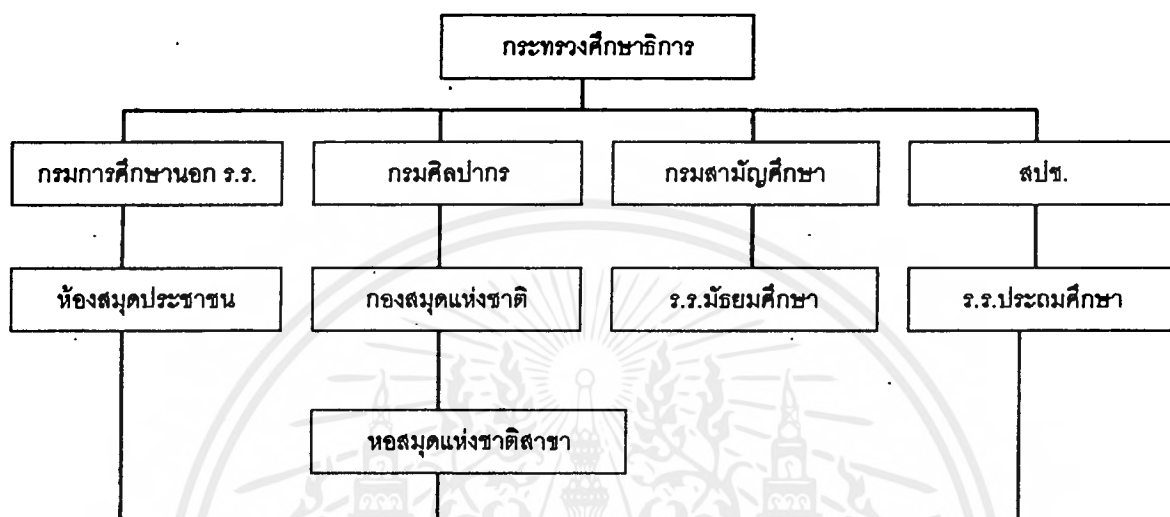 กระทรวงศึกษาธิการ
กรมการศึกษานอก ร.ร.
กรมศิลปากร
กรมสามัญศึกษา
สปช.
ห้องสมุดประชาชน
กองสมุดแห่งชาติ
ร.ร.มัธยมศึกษา
ร.ร.ประถมศึกษา
หอสมุดแห่งชาติสาขา